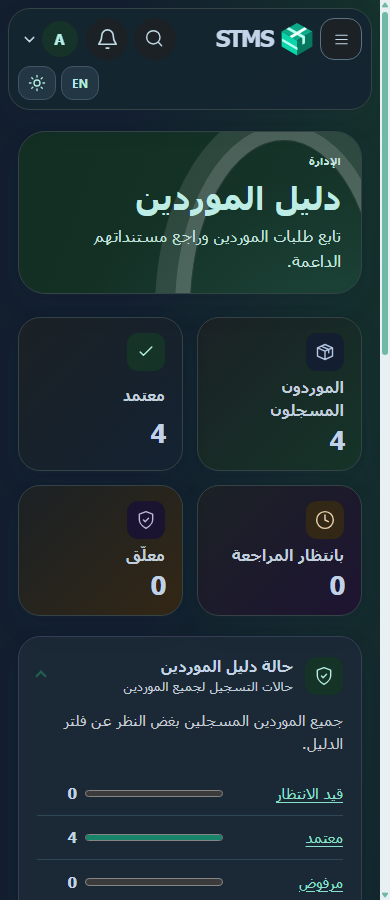 STMS
A
EN
الإدارة
دليل الموردين
تابع طلبات الموردين وراجع مستنداتهم
الداعمة.
الموردون
المسجلون
4
معتمد
4
بانتظار المراجعة
0
معلّق
0
حالة دليل الموردين
حالات التسجيل لجميع الموردين
جميع الموردين المسجلين بغض النظر عن فلتر
الدليل.
قيد الانتظار
0
معتمد
4
مرفوض
0